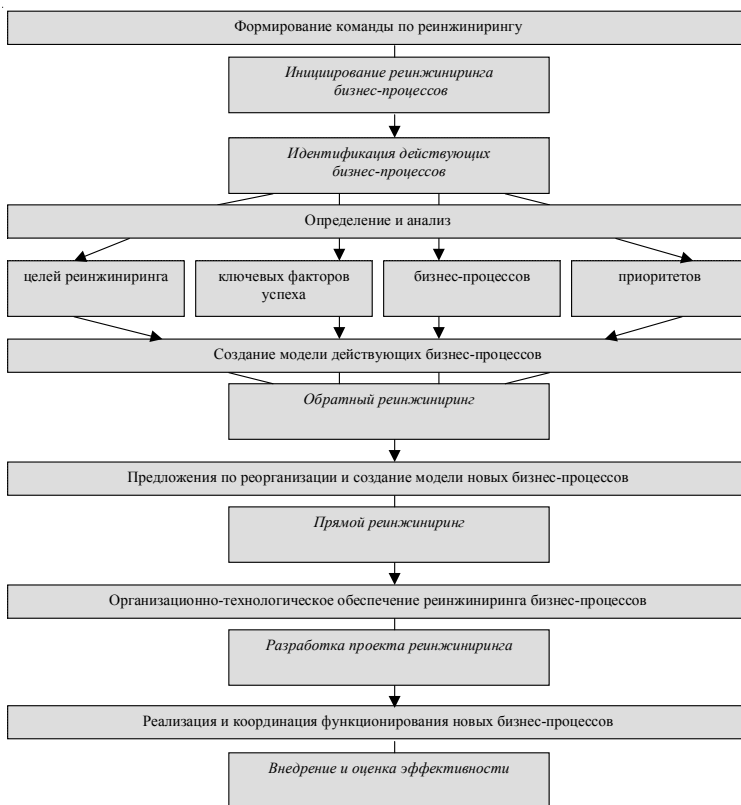 Формирование команды по реинжинирингу
Инициирование реинжиниринга
бизнес-процессов
Идентификация действующих
бизнес-процессов
Определение и анализ
целей реинжиниринга
ключевых факторов
успеха
бизнес-процессов
приоритетов
Создание модели действующих бизнес-процессов
Обратный реинжиниринг
Предложения по реорганизации и создание модели новых бизнес-процессов
Прямой реинжиниринг
Организационно-технологическое обеспечение реинжиниринга бизнес-процессов
Разработка проекта реинжиниринга
Реализация и координация функционирования новых бизнес-процессов
Внедрение и оценка эффективности